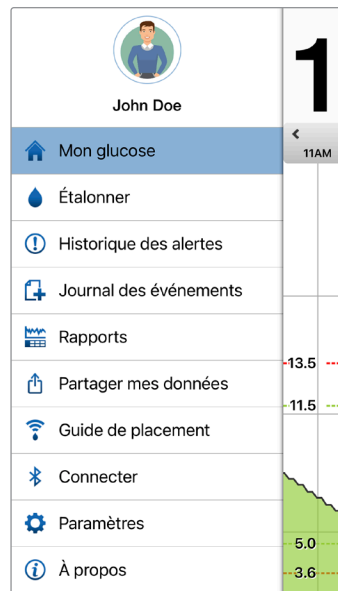 John Doe
1
11AM
Mon glucose
Étalonner
Historique des alertes
Journal des événements
Rapports
Partager mes données
13.5
11.5
Guide de placement
Connecter
Paramètres
5.0
À propos
3.6